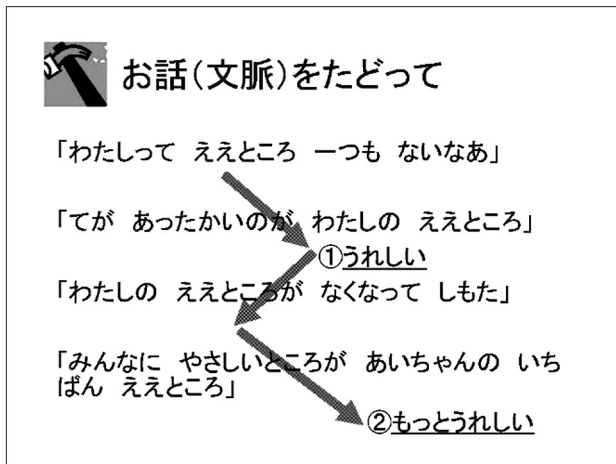 お話(文脈)をたどって
「わたしって ええところ 一つも ないなあ」
「てが あったかいのが わたしの ええところ」
①うれしい
「わたしの ええところが なくなって しもた」
「みんなに やさしいところが あいちゃんの いち
ばん ええところ」
②もっとうれしい